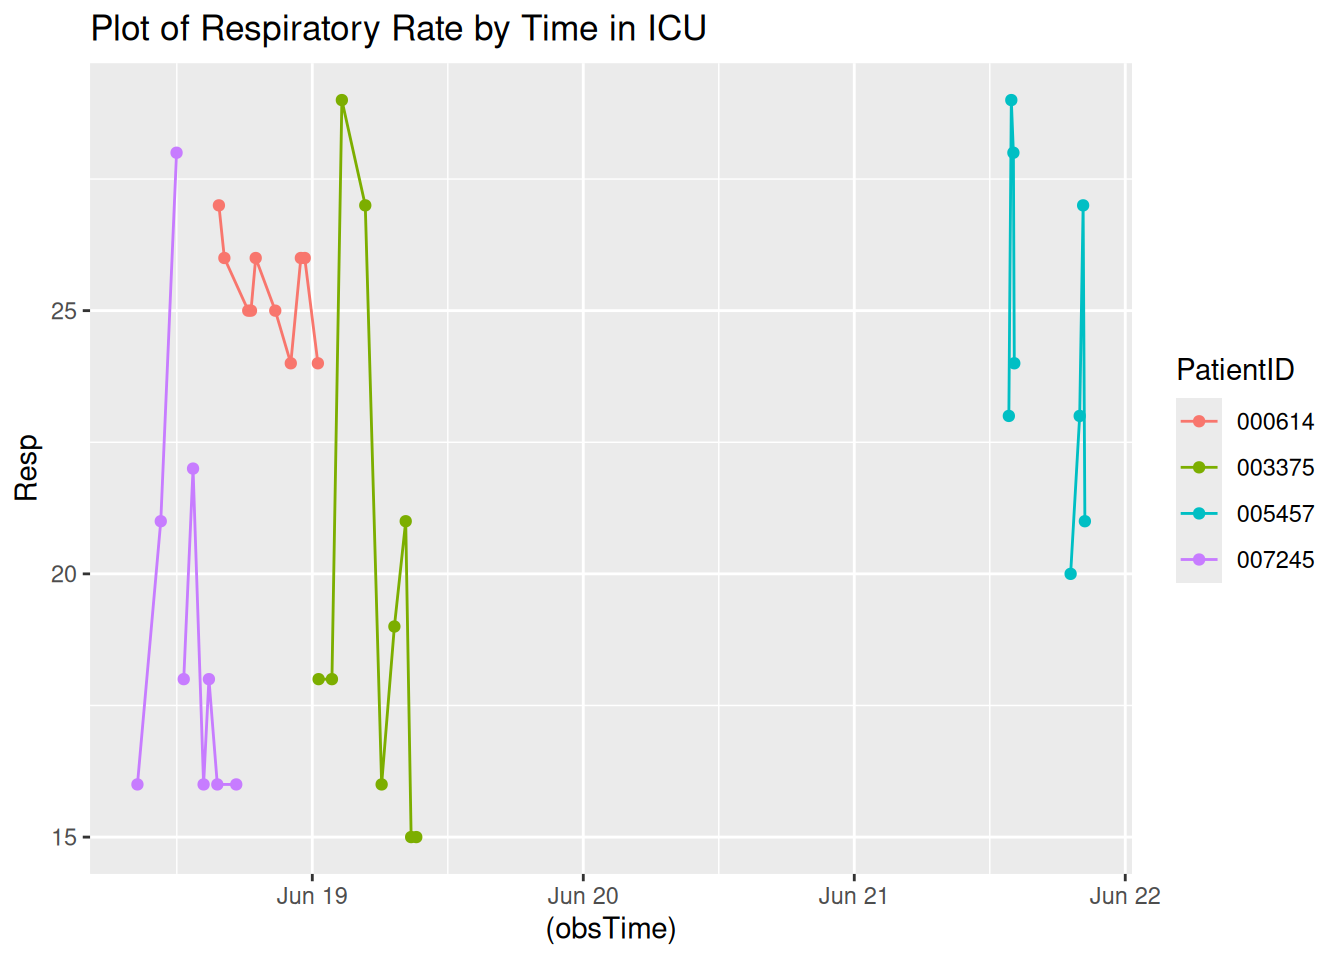 Plot of Respiratory Rate by Time in ICU
Resp
25
20
15
Jun 19 Jun 20 Jun 21 Jun 22
(obsTime)
PatientID
000614
003375
005457
007245